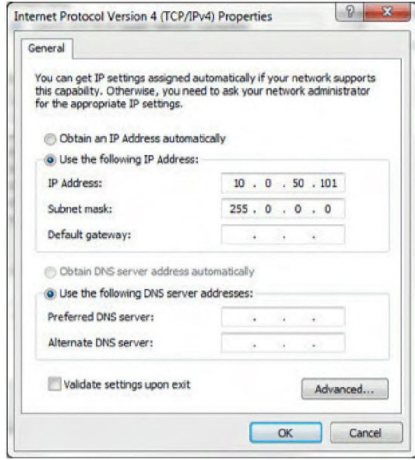 Internet Protocol Version 4 (TCP/IPv4) Properties
General
You can get IP settings assigned automatically if your network supports
this capability. Otherwise, you need to ask your network administrator
for the appropriate IP settings.
Obtain an IP Address automatically
Use the following IP Address:
IP Address: 10 . 0 . 50 . 101
Subnet mask: 255 . 0 . 0 . 0
Default gateway: . . .
Obtain DNS server address automatically
Use the following DNS server addresses:
Preferred DNS server: . . .
Alternate DNS server: . . .
Validate settings upon exit
Advanced...
OK Cancel